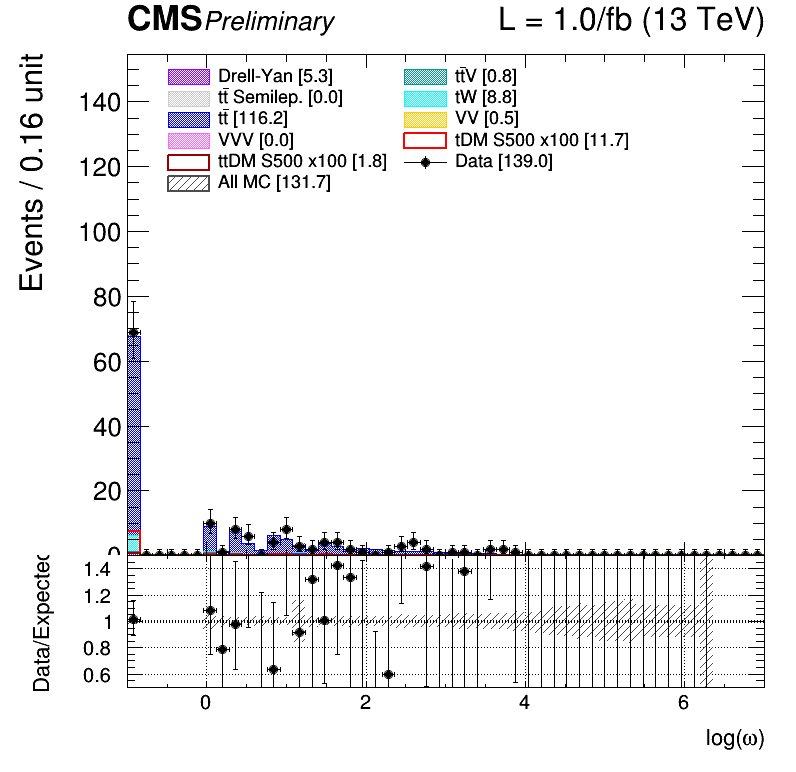 CMS Preliminary L = 1.0/fb (13 TeV)
Events / 0.16 unit
Drell-Yan [5.3]
tt̄ Semilep. [0.0]
tt̄ [116.2]
VVV [0.0]
ttDM S500 x100 [1.8]
All MC [131.7]
tt̄V [0.8]
tW [8.8]
VV [0.5]
tDM S500 x100 [11.7]
Data [139.0]
140
120
100
80
60
40
20
0
Data/Expected
1.4
1.2
1
0.8
0.6
0 2 4 6
log(ω)